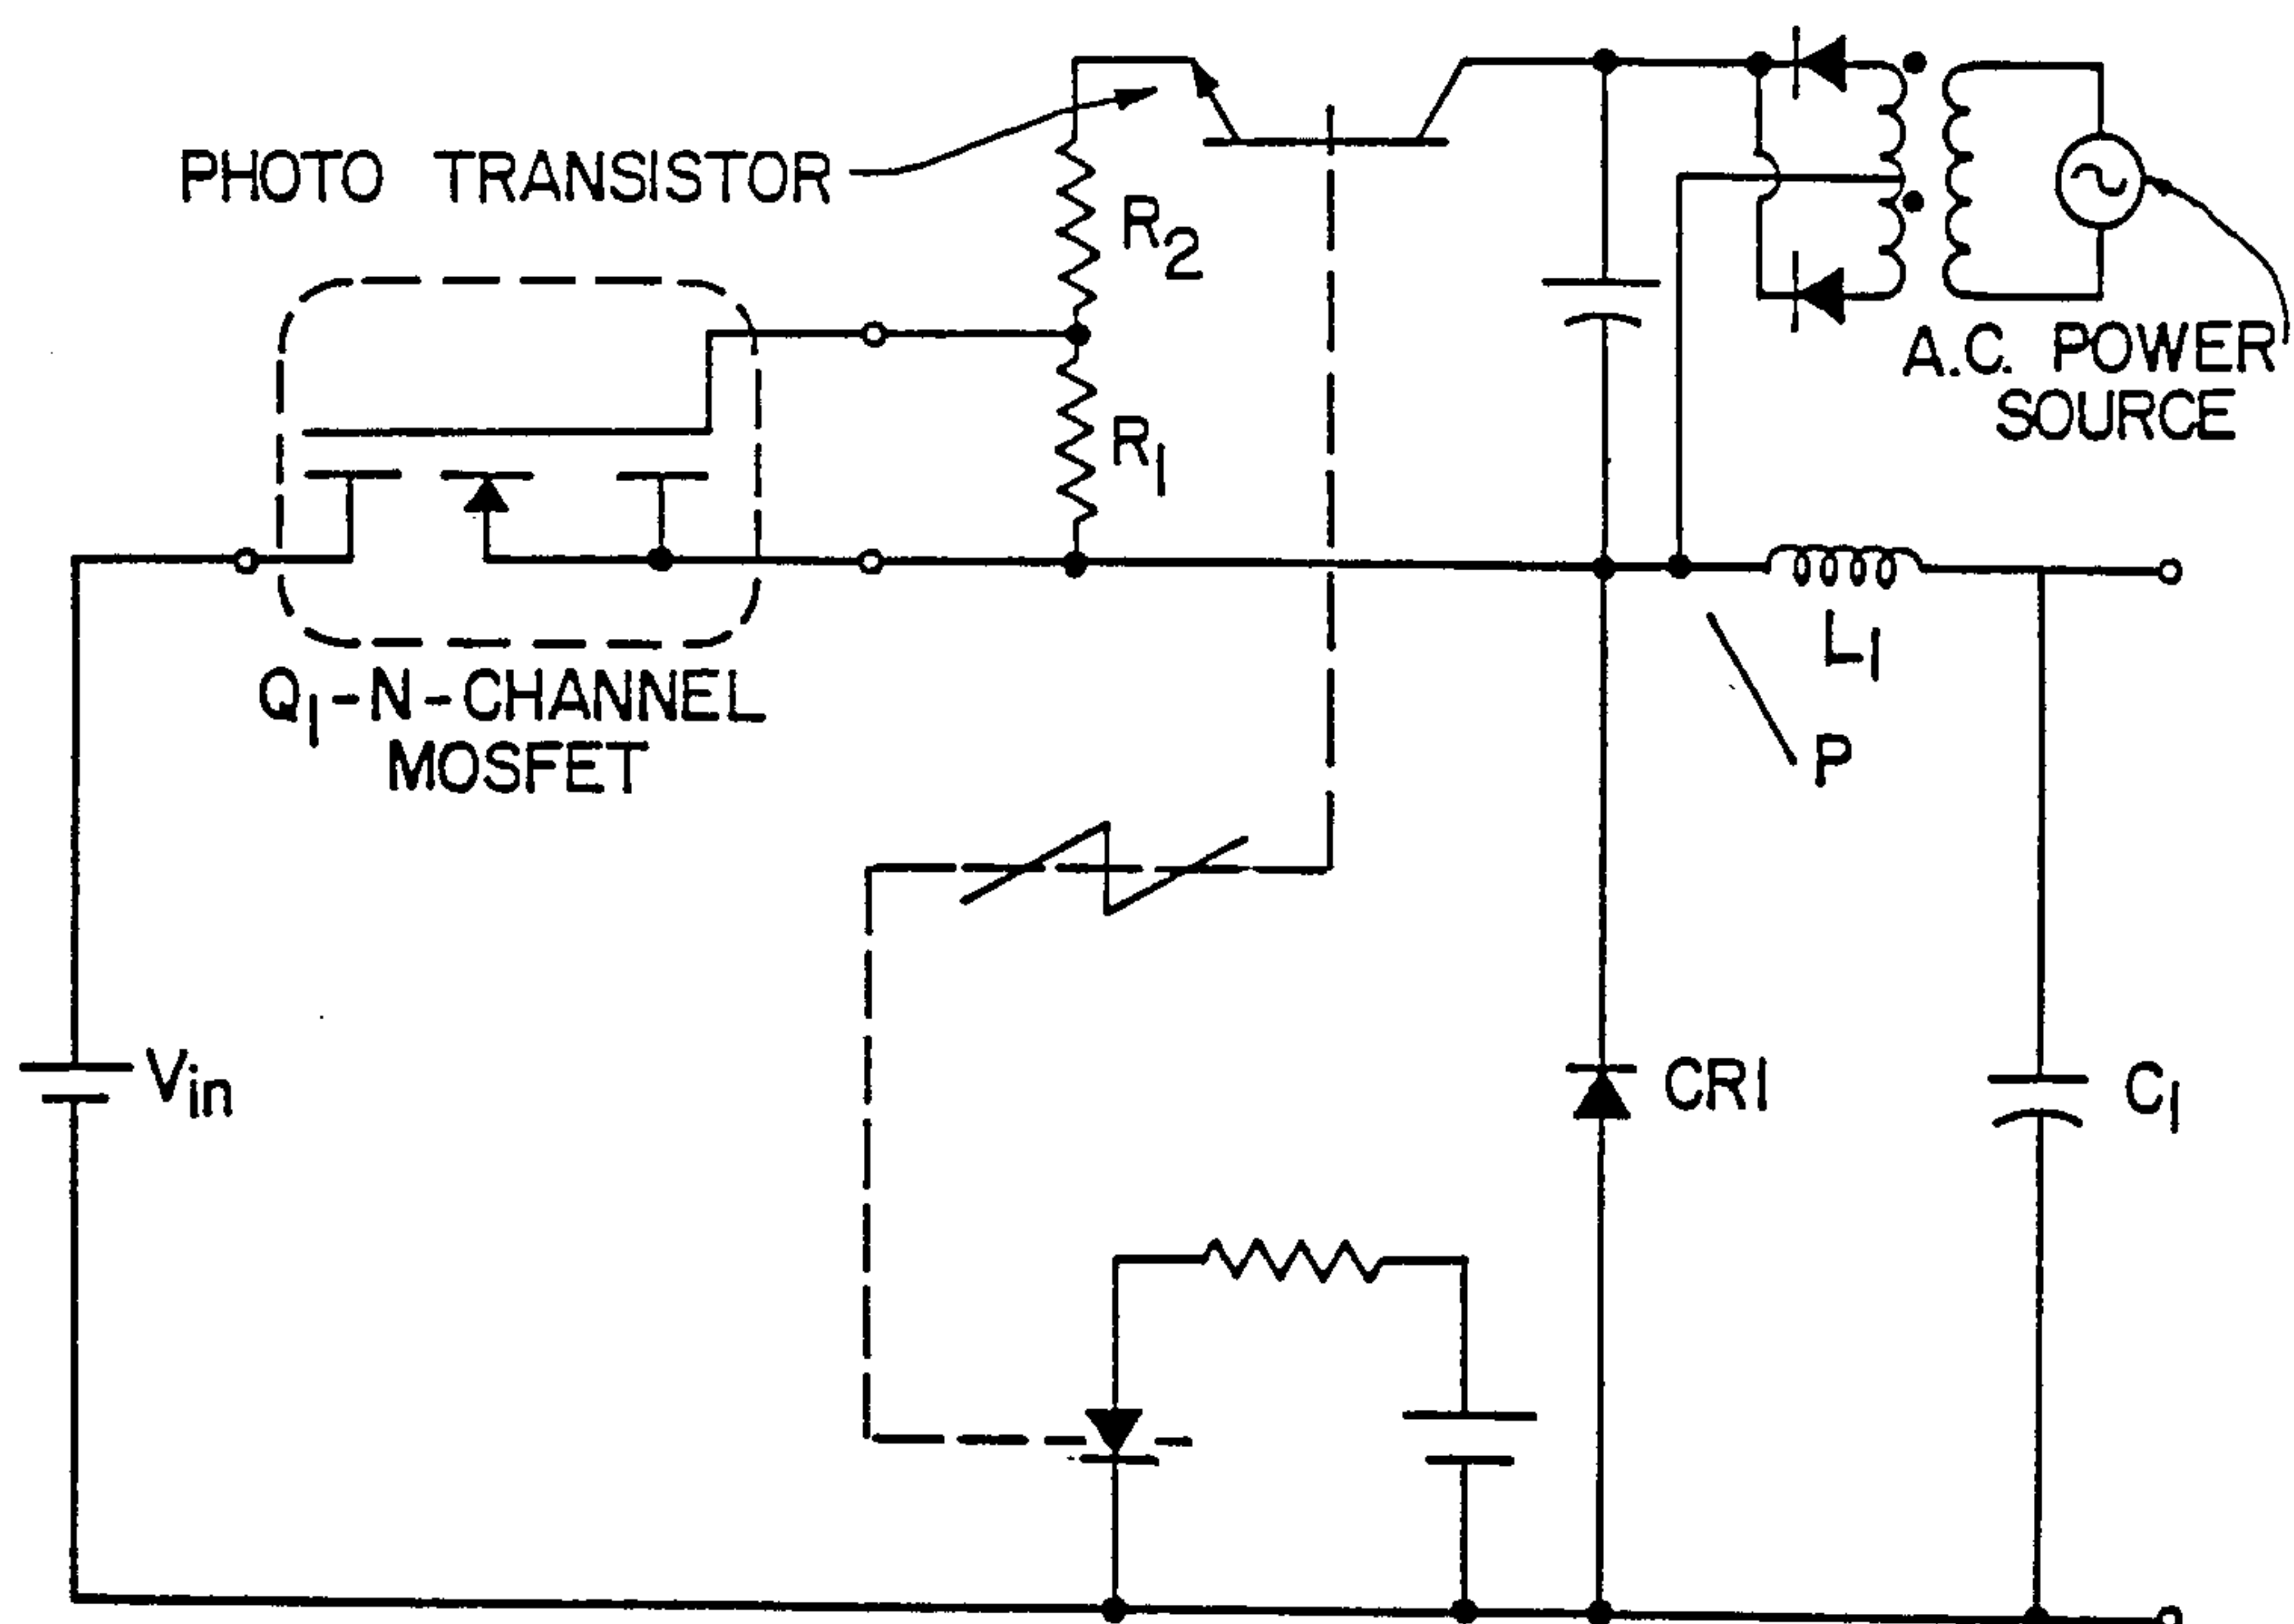 PHOTO TRANSISTOR
R2
A.C. POWER
SOURCE
R1
Q1-N-CHANNEL
MOSFET
L1
P
Vin
CR1
C1